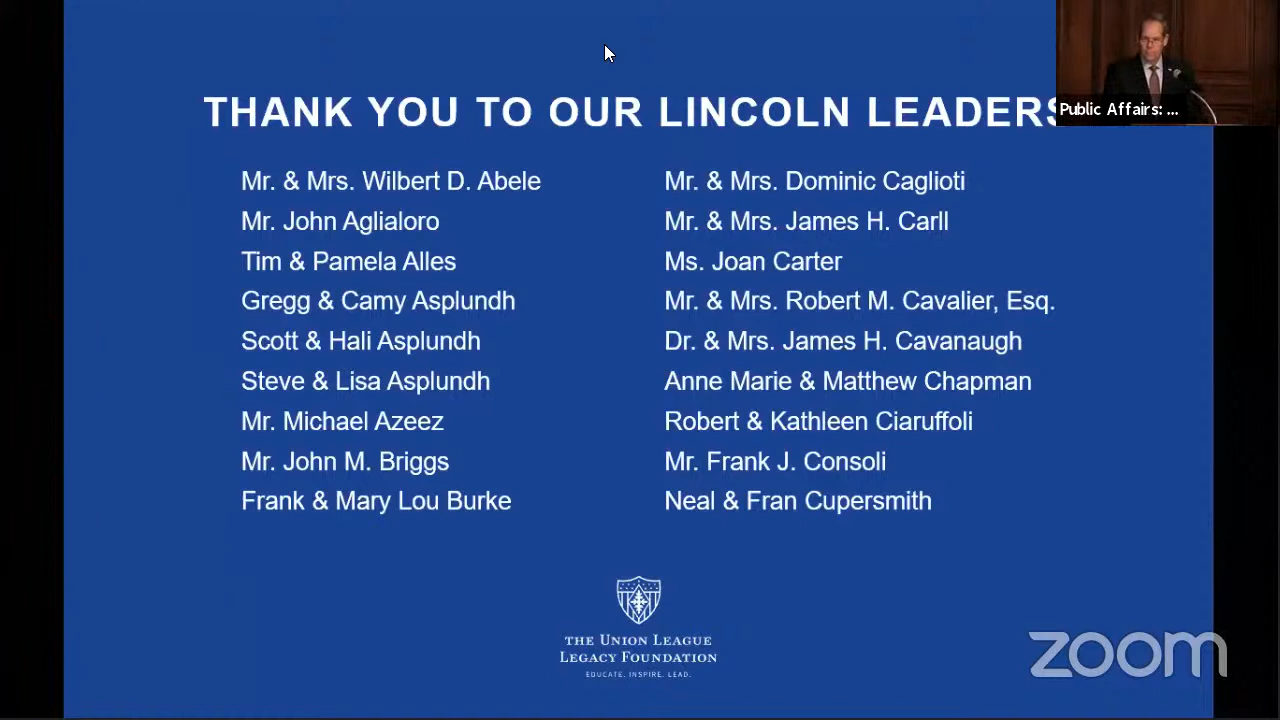 THANK YOU TO OUR LINCOLN LEADERS
Public Affairs: ...
Mr. & Mrs. Wilbert D. Abele
Mr. John Aglialoro
Tim & Pamela Alles
Gregg & Camy Asplundh
Scott & Hali Asplundh
Steve & Lisa Asplundh
Mr. Michael Azeez
Mr. John M. Briggs
Frank & Mary Lou Burke
Mr. & Mrs. Dominic Caglioti
Mr. & Mrs. James H. Carll
Ms. Joan Carter
Mr. & Mrs. Robert M. Cavalier, Esq.
Dr. & Mrs. James H. Cavanaugh
Anne Marie & Matthew Chapman
Robert & Kathleen Ciaruffoli
Mr. Frank J. Consoli
Neal & Fran Cupersmith
THE UNION LEAGUE
LEGACY FOUNDATION
EDUCATE. INSPIRE. LEAD.
zoom